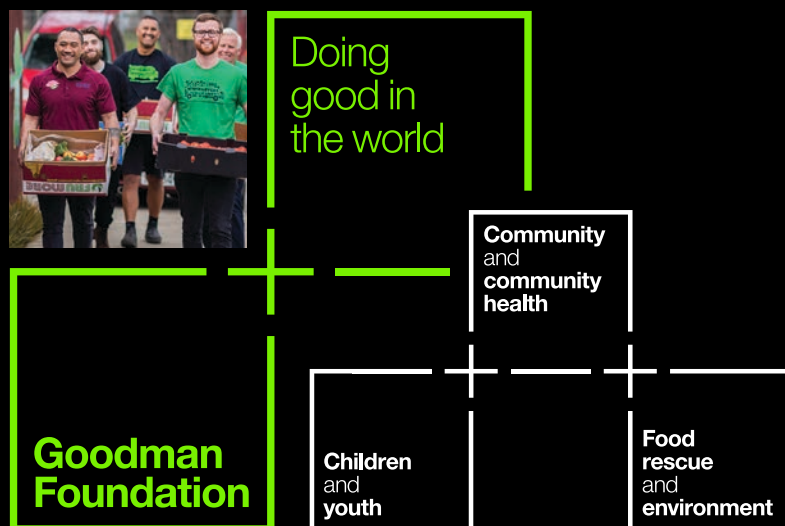 Doing
good in
the world
Community
and
community
health
Goodman
Foundation
Children
and
youth
Food
rescue
and
environment